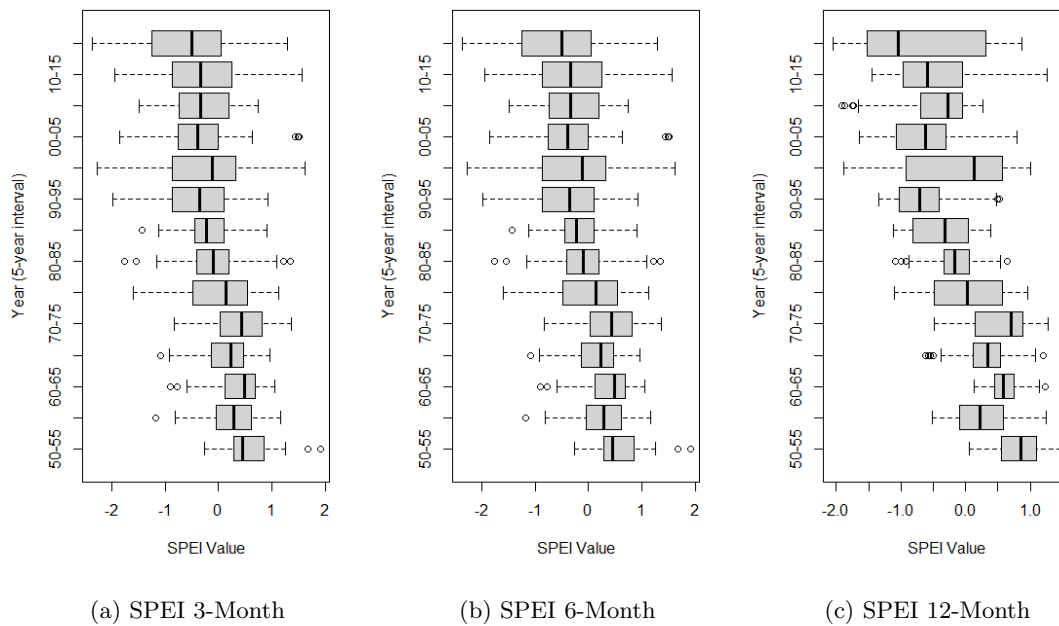 Year (5-year interval)
10-15
00-05
90-95
80-85
70-75
60-65
50-55
-2 -1 0 1 2
SPEI Value
(a) SPEI 3-Month
Year (5-year interval)
10-15
00-05
90-95
80-85
70-75
60-65
50-55
-2 -1 0 1 2
SPEI Value
(b) SPEI 6-Month
Year (5-year interval)
10-15
00-05
90-95
80-85
70-75
60-65
50-55
-2.0 -1.0 0.0 1.0
SPEI Value
(c) SPEI 12-Month